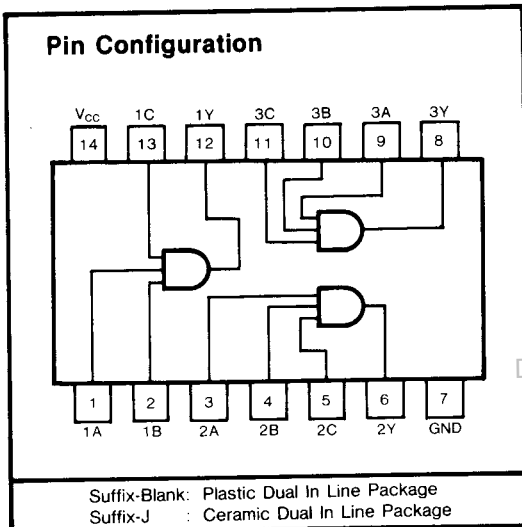 Pin Configuration
VCC 1C 1Y 3C 3B 3A 3Y
14 13 12 11 10 9 8
1 2 3 4 5 6 7
1A 1B 2A 2B 2C 2Y GND
Suffix-Blank: Plastic Dual In Line Package
Suffix-J : Ceramic Dual In Line Package